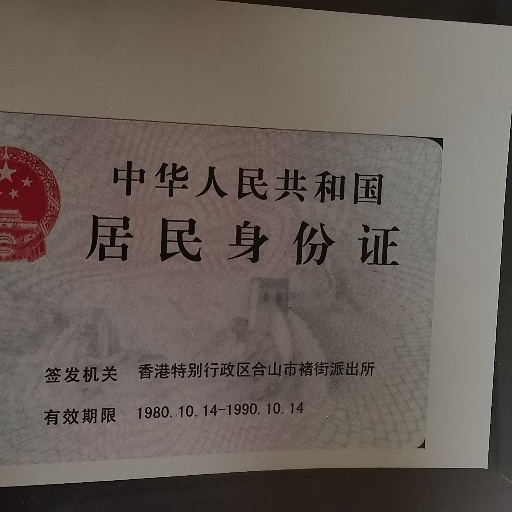 中华人民共和国
居民身份证
签发机关 香港特别行政区合山市褚街派出所
有效期限 1980.10.14-1990.10.14